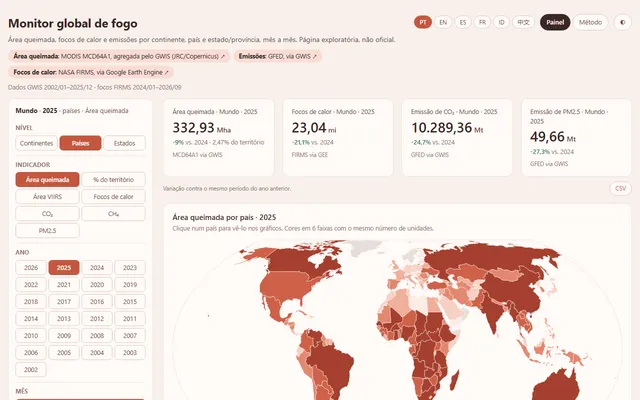 Monitor global de fogo
PT EN ES FR ID 中文 Painel Método
Área queimada, focos de calor e emissões por continente, país e estado/província, mês a mês. Página exploratória, não oficial.
Área queimada: MODIS MCD64A1, agregada pelo GWIS (JRC/Copernicus) ↗ Emissões: GFED, via GWIS ↗
Focos de calor: NASA FIRMS, via Google Earth Engine ↗
Dados GWIS 2002/01–2025/12 · focos FIRMS 2024/01–2026/09
Mundo · 2025 · países · Área queimada
NÍVEL
Continentes Países Estados
INDICADOR
Área queimada % do território
Área VIIRS Focos de calor
CO₂ CH₄
PM2.5
ANO
2026 2025 2024 2023
2022 2021 2020 2019
2018 2017 2016 2015
2014 2013 2012 2011
2010 2009 2008 2007
2006 2005 2004 2003
2002
MÊS
Área queimada · Mundo · 2025
332,93 Mha
-9% vs. 2024 · 2,47% do território
MCD64A1 via GWIS
Focos de calor · Mundo · 2025
23,04 mi
-21,1% vs. 2024
FIRMS via GEE
Emissão de CO₂ · Mundo · 2025
10.289,36 Mt
-24,7% vs. 2024
GFED via GWIS
Emissão de PM2.5 · Mundo · 2025
49,66 Mt
-27,3% vs. 2024
GFED via GWIS
Variação contra o mesmo período do ano anterior.
CSV
Área queimada por país · 2025
Clique num país para vê-lo nos gráficos. Cores em 6 faixas com o mesmo número de unidades.